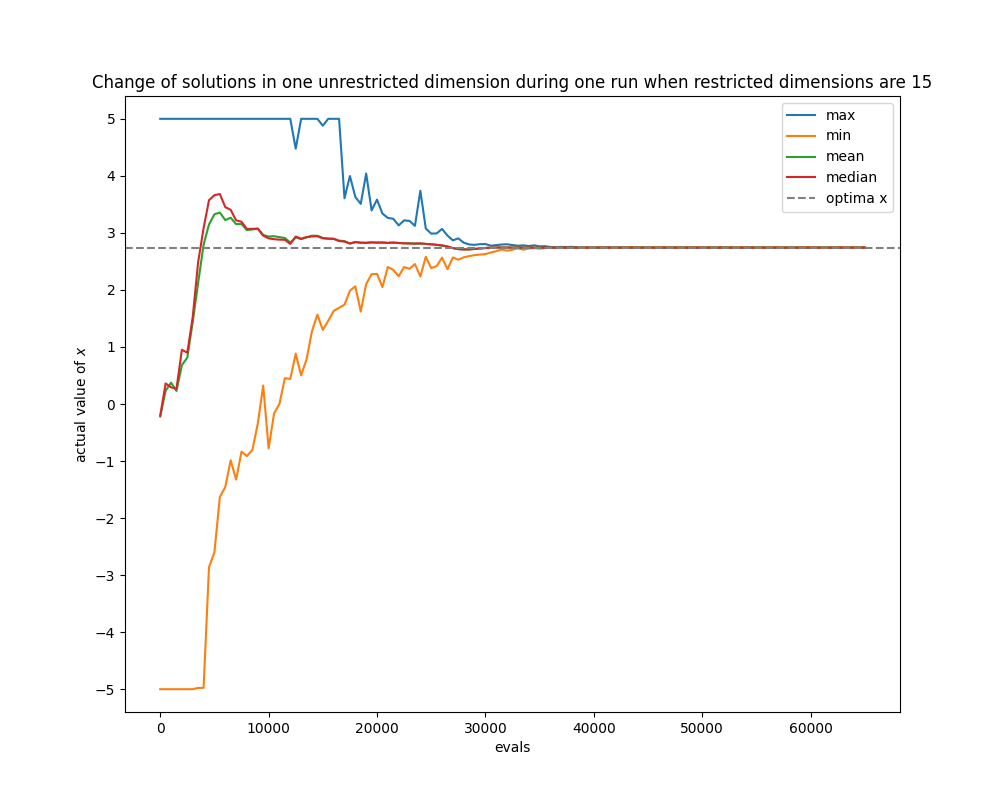 Change of solutions in one unrestricted dimension during one run when restricted dimensions are 15
max
min
mean
median
optima x
5
4
3
2
1
0
−1
−2
−3
−4
−5
actual value of x
0 10000 20000 30000 40000 50000 60000
evals